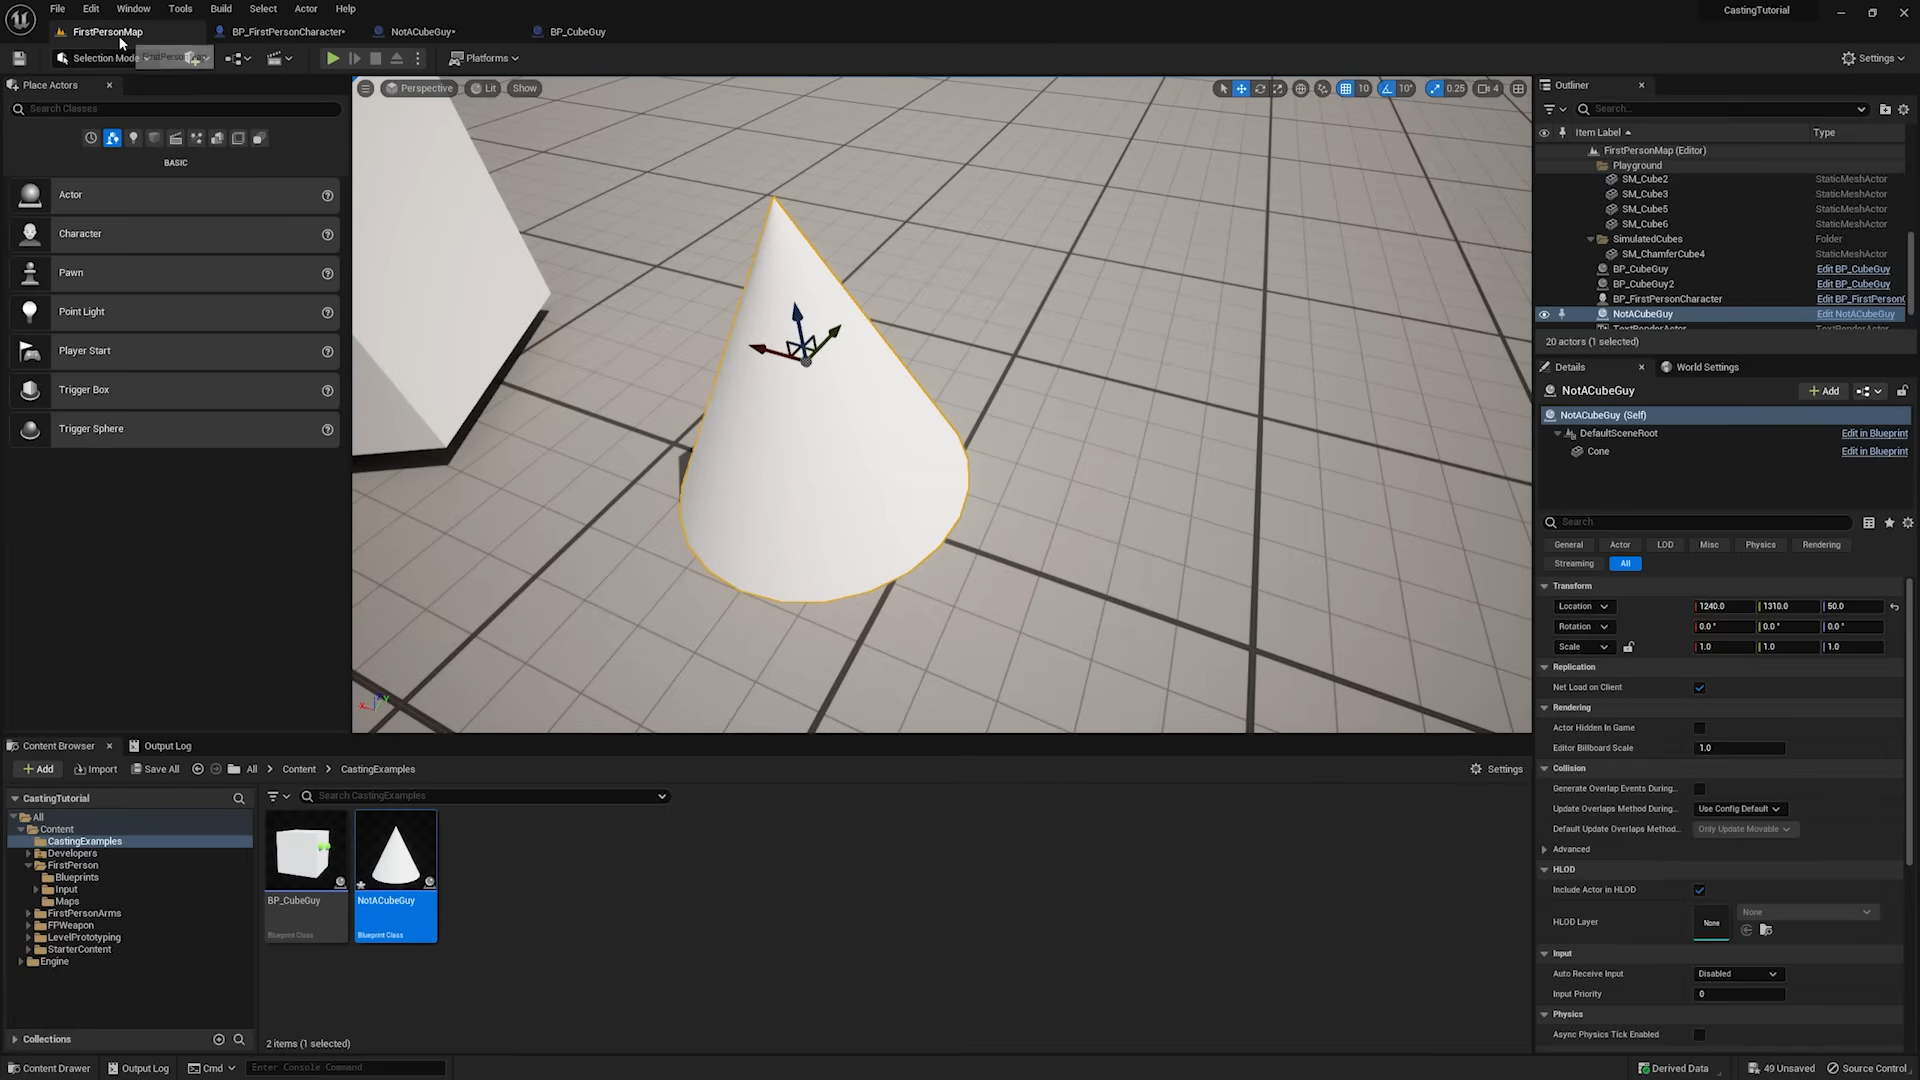 File Edit Window Tools Build Select Actor Help
CastingTutorial
FirstPersonMap
BP_FirstPersonCharacter*
NotACubeGuy*
BP_CubeGuy
Selection Mode
Platforms
Settings
Place Actors
Search Classes
BASIC
Actor
Character
Pawn
Point Light
Player Start
Trigger Box
Trigger Sphere
Perspective
Lit
Show
10
10°
0.25
4
Outliner
Search...
Item Label
Type
FirstPersonMap (Editor)
Playground
SM_Cube2 StaticMeshActor
SM_Cube3 StaticMeshActor
SM_Cube5 StaticMeshActor
SM_Cube6 StaticMeshActor
SimulatedCubes Folder
SM_ChamferCube4 StaticMeshActor
BP_CubeGuy Edit BP_CubeGuy
BP_CubeGuy2 Edit BP_CubeGuy
BP_FirstPersonCharacter Edit BP_FirstPerson(
NotACubeGuy Edit NotACubeGuy
TextRenderActor
20 actors (1 selected)
Details
World Settings
NotACubeGuy
Add
NotACubeGuy (Self)
DefaultSceneRoot Edit in Blueprint
Cone Edit in Blueprint
Search
General Actor LOD Misc Physics Rendering
Streaming All
Transform
Location 1240.0 1310.0 50.0
Rotation 0.0° 0.0° 0.0°
Scale 1.0 1.0 1.0
Replication
Net Load on Client
Rendering
Actor Hidden In Game
Editor Billboard Scale 1.0
Collision
Generate Overlap Events During...
Update Overlaps Method During... Use Config Default
Default Update Overlaps Method... Only Update Movable
Advanced
HLOD
Include Actor in HLOD
HLOD Layer None None
Input
Auto Receive Input Disabled
Input Priority 0
Physics
Async Physics Tick Enabled
Content Browser
Output Log
Add Import Save All All Content CastingExamples
Settings
CastingTutorial
Search CastingExamples
All
Content
CastingExamples
Developers
FirstPerson
Blueprints
Input
Maps
FirstPersonArms
FPWeapon
LevelPrototyping
StarterContent
Engine
BP_CubeGuy
Blueprint Class
NotACubeGuy
Blueprint Class
Collections
2 items (1 selected)
Content Drawer Output Log Cmd Enter Console Command
Derived Data 49 Unsaved Source Control